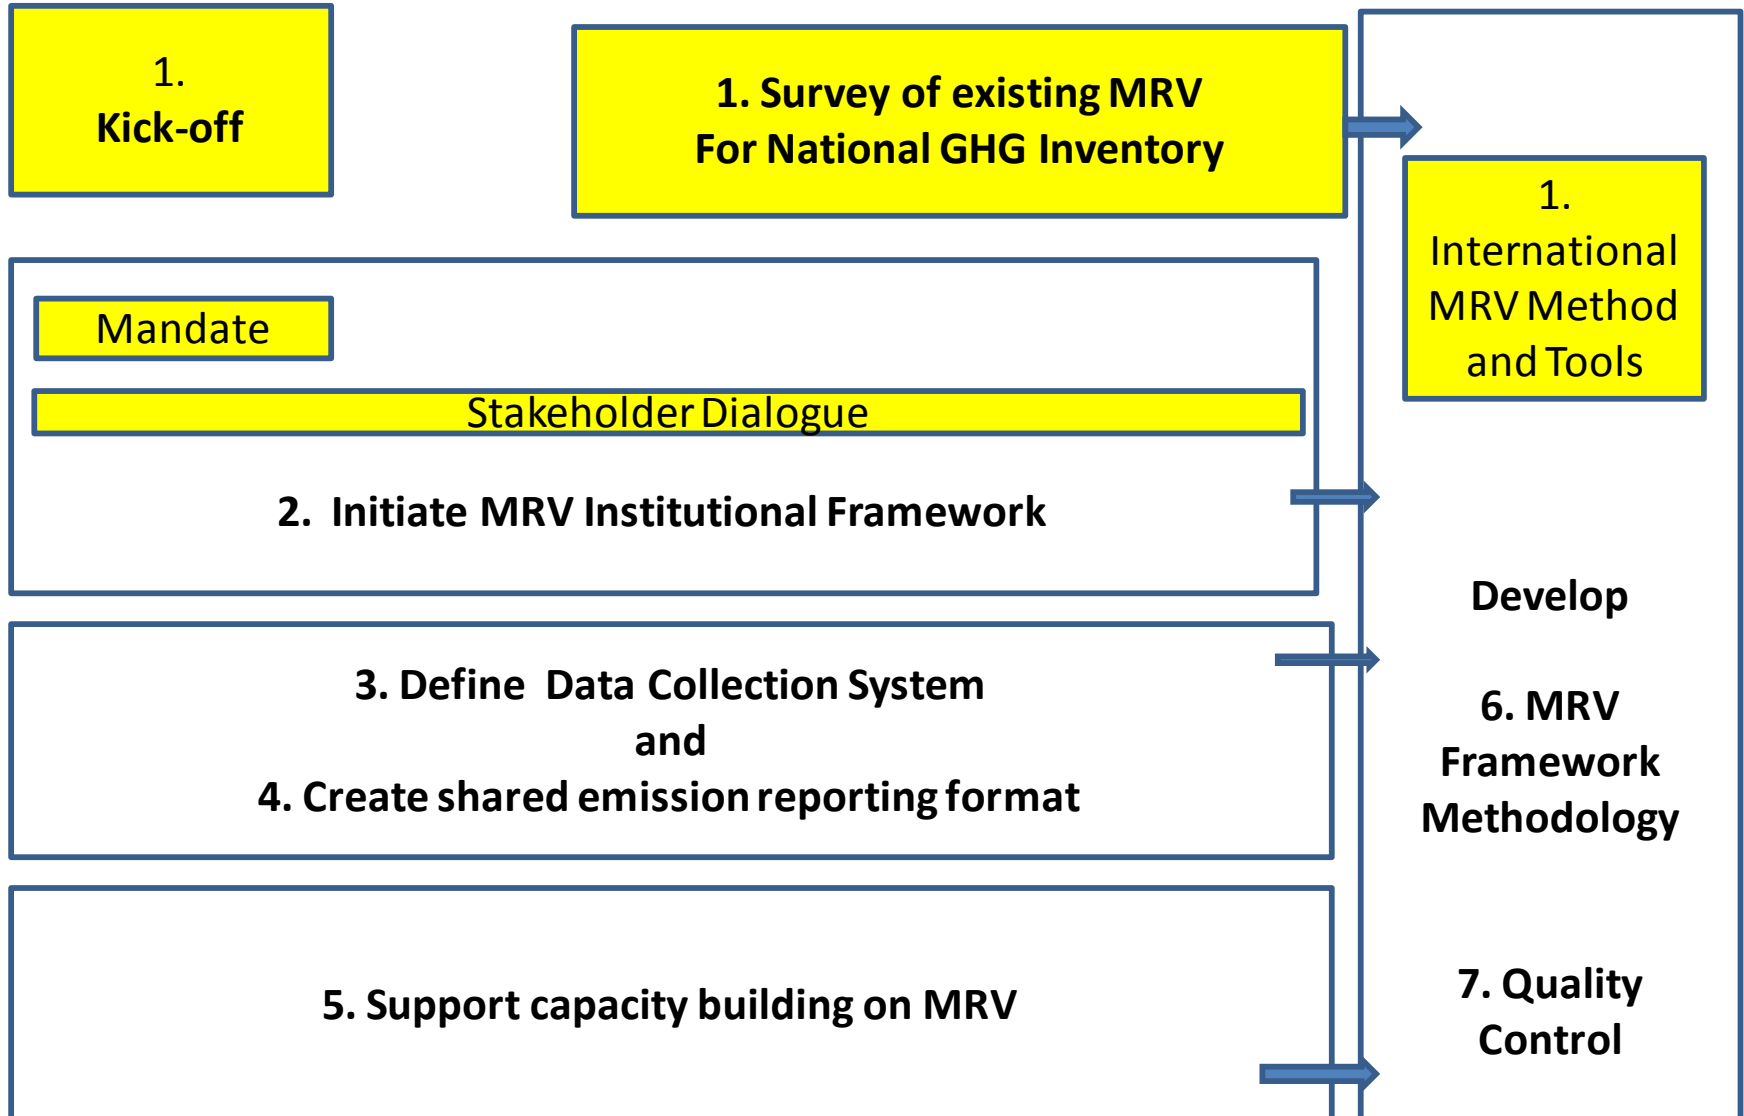 1.
Kick-off
1. Survey of existing MRV
For National GHG Inventory
1.
International
MRV Method
and Tools
Mandate
Stakeholder Dialogue
2. Initiate MRV Institutional Framework
3. Define Data Collection System
and
4. Create shared emission reporting format
5. Support capacity building on MRV
Develop
6. MRV
Framework
Methodology
7. Quality
Control